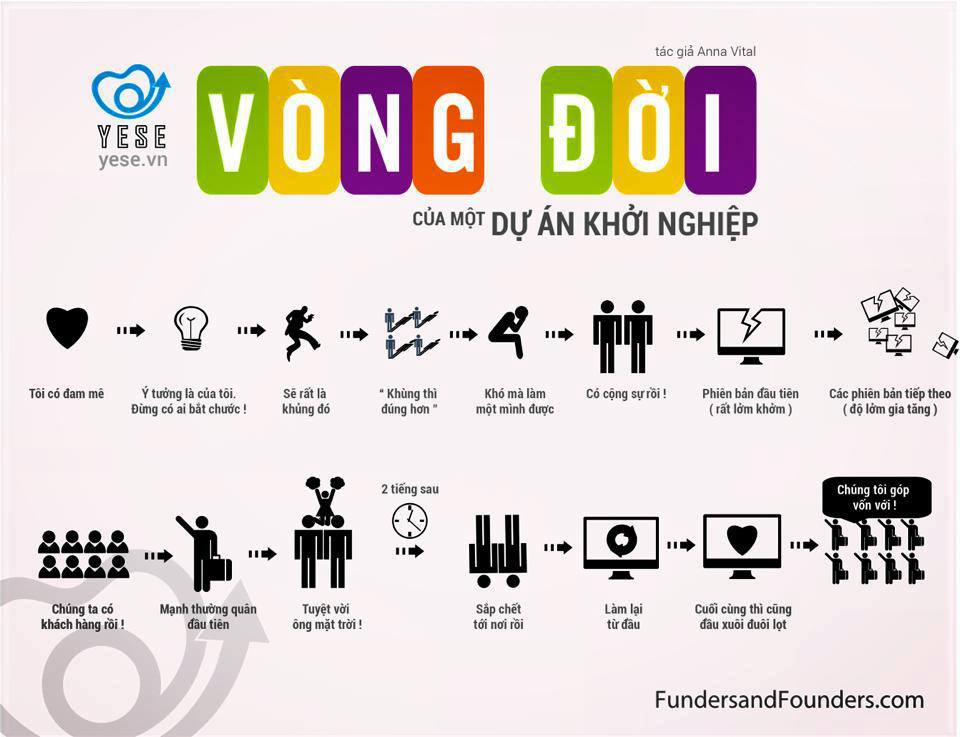 tác giả Anna Vital
YESE
yese.vn
VÒNG ĐỜI
CỦA MỘT DỰ ÁN KHỞI NGHIỆP
Tôi có đam mê
Ý tưởng là của tôi.
Đừng có ai bắt chước !
Sẽ rất là
khủng đó
“ Khùng thì
đúng hơn ”
Khó mà làm
một mình được
Có cộng sự rồi !
Phiên bản đầu tiên
( rất lởm khởm )
Các phiên bản tiếp theo
( độ lởm gia tăng )
Chúng ta có
khách hàng rồi !
Mạnh thường quân
đầu tiên
Tuyệt vời
ông mặt trời !
2 tiếng sau
Sắp chết
tới nơi rồi
Làm lại
từ đầu
Cuối cùng thì cũng
đầu xuôi đuôi lọt
Chúng tôi góp
vốn với !
FundersandFounders.com